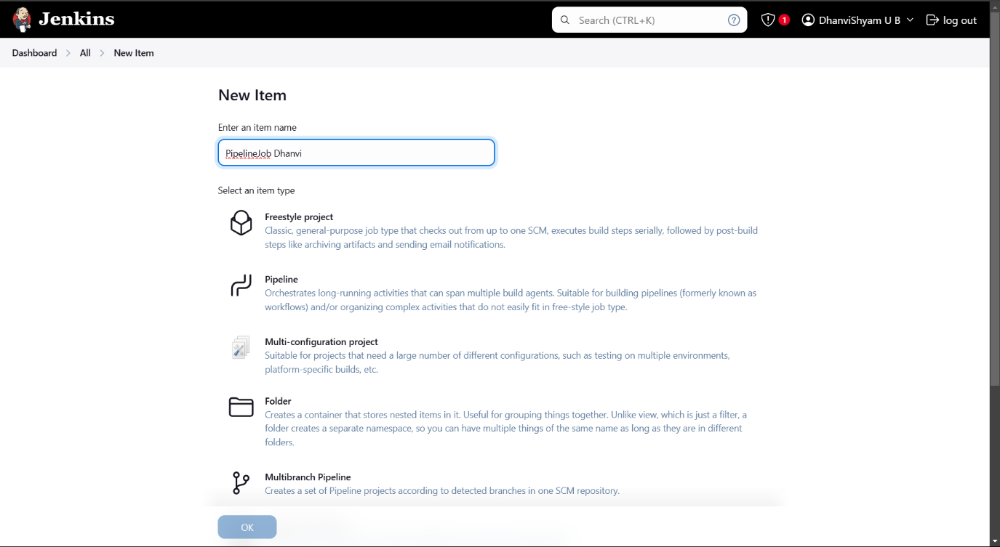 Jenkins
Search (CTRL+K)
?
1
DhanviShyam U B
log out
Dashboard > All > New Item
New Item
Enter an item name
PipelineJob Dhanvi
Select an item type
Freestyle project
Classic, general-purpose job type that checks out from up to one SCM, executes build steps serially, followed by post-build
steps like archiving artifacts and sending email notifications.
Pipeline
Orchestrates long-running activities that can span multiple build agents. Suitable for building pipelines (formerly known as
workflows) and/or organizing complex activities that do not easily fit in free-style job type.
Multi-configuration project
Suitable for projects that need a large number of different configurations, such as testing on multiple environments,
platform-specific builds, etc.
Folder
Creates a container that stores nested items in it. Useful for grouping things together. Unlike view, which is just a filter, a
folder creates a separate namespace, so you can have multiple things of the same name as long as they are in different
folders.
Multibranch Pipeline
Creates a set of Pipeline projects according to detected branches in one SCM repository.
OK